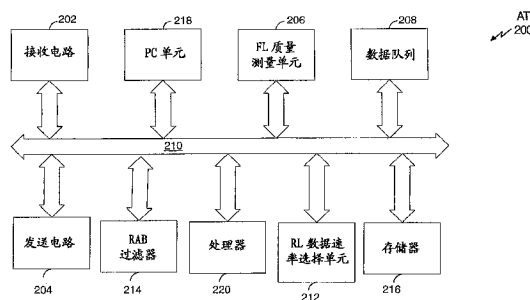 202
218
206
208
AT
200
接收电路
PC 单元
FL 质量
测量单元
数据队列
210
发送电路
RAB
过滤器
处理器
RL 数据速
率选择单元
存储器
204
214
220
212
216